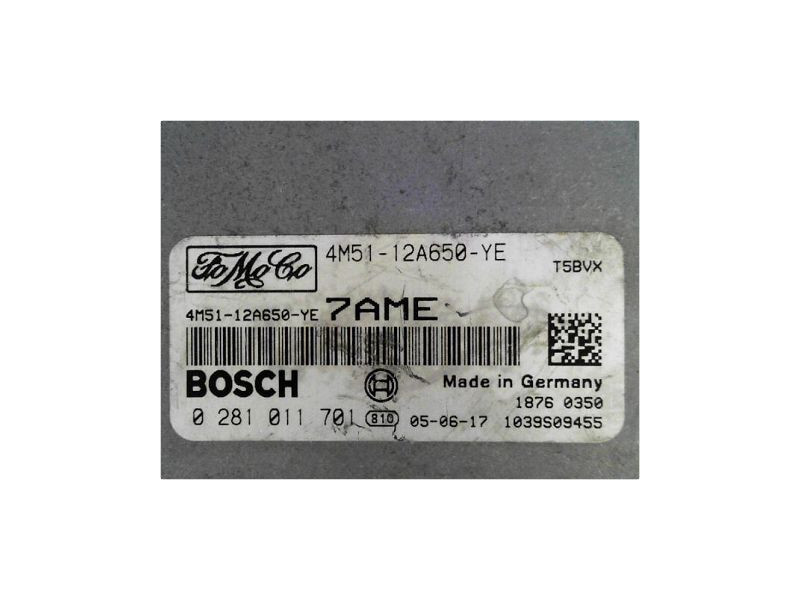 FoMoCo 4M51-12A650-YE T5BVX
4M51-12A650-YE 7AME
BOSCH Made in Germany
1876 0350
0 281 011 701 810 05-06-17 1039S09455